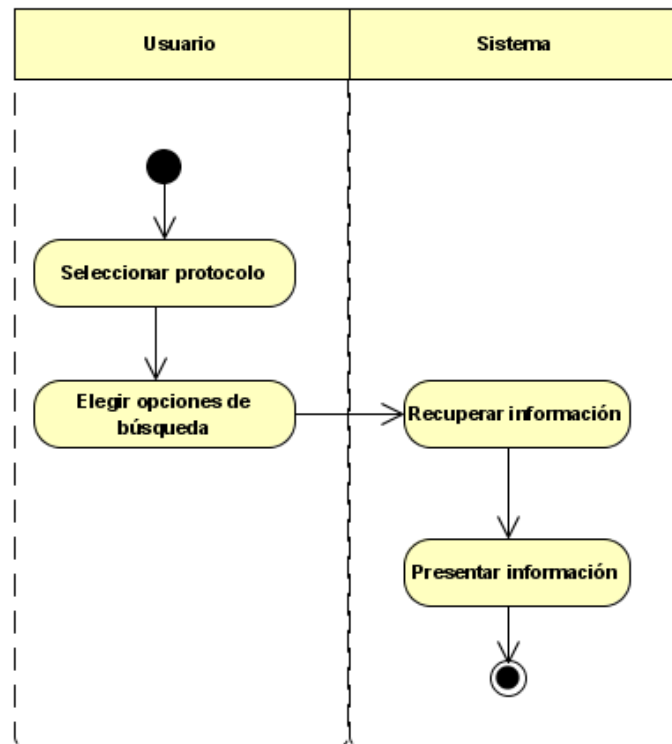 Usuario
Sistema
Seleccionar protocolo
Elegir opciones de
búsqueda
Recuperar información
Presentar información